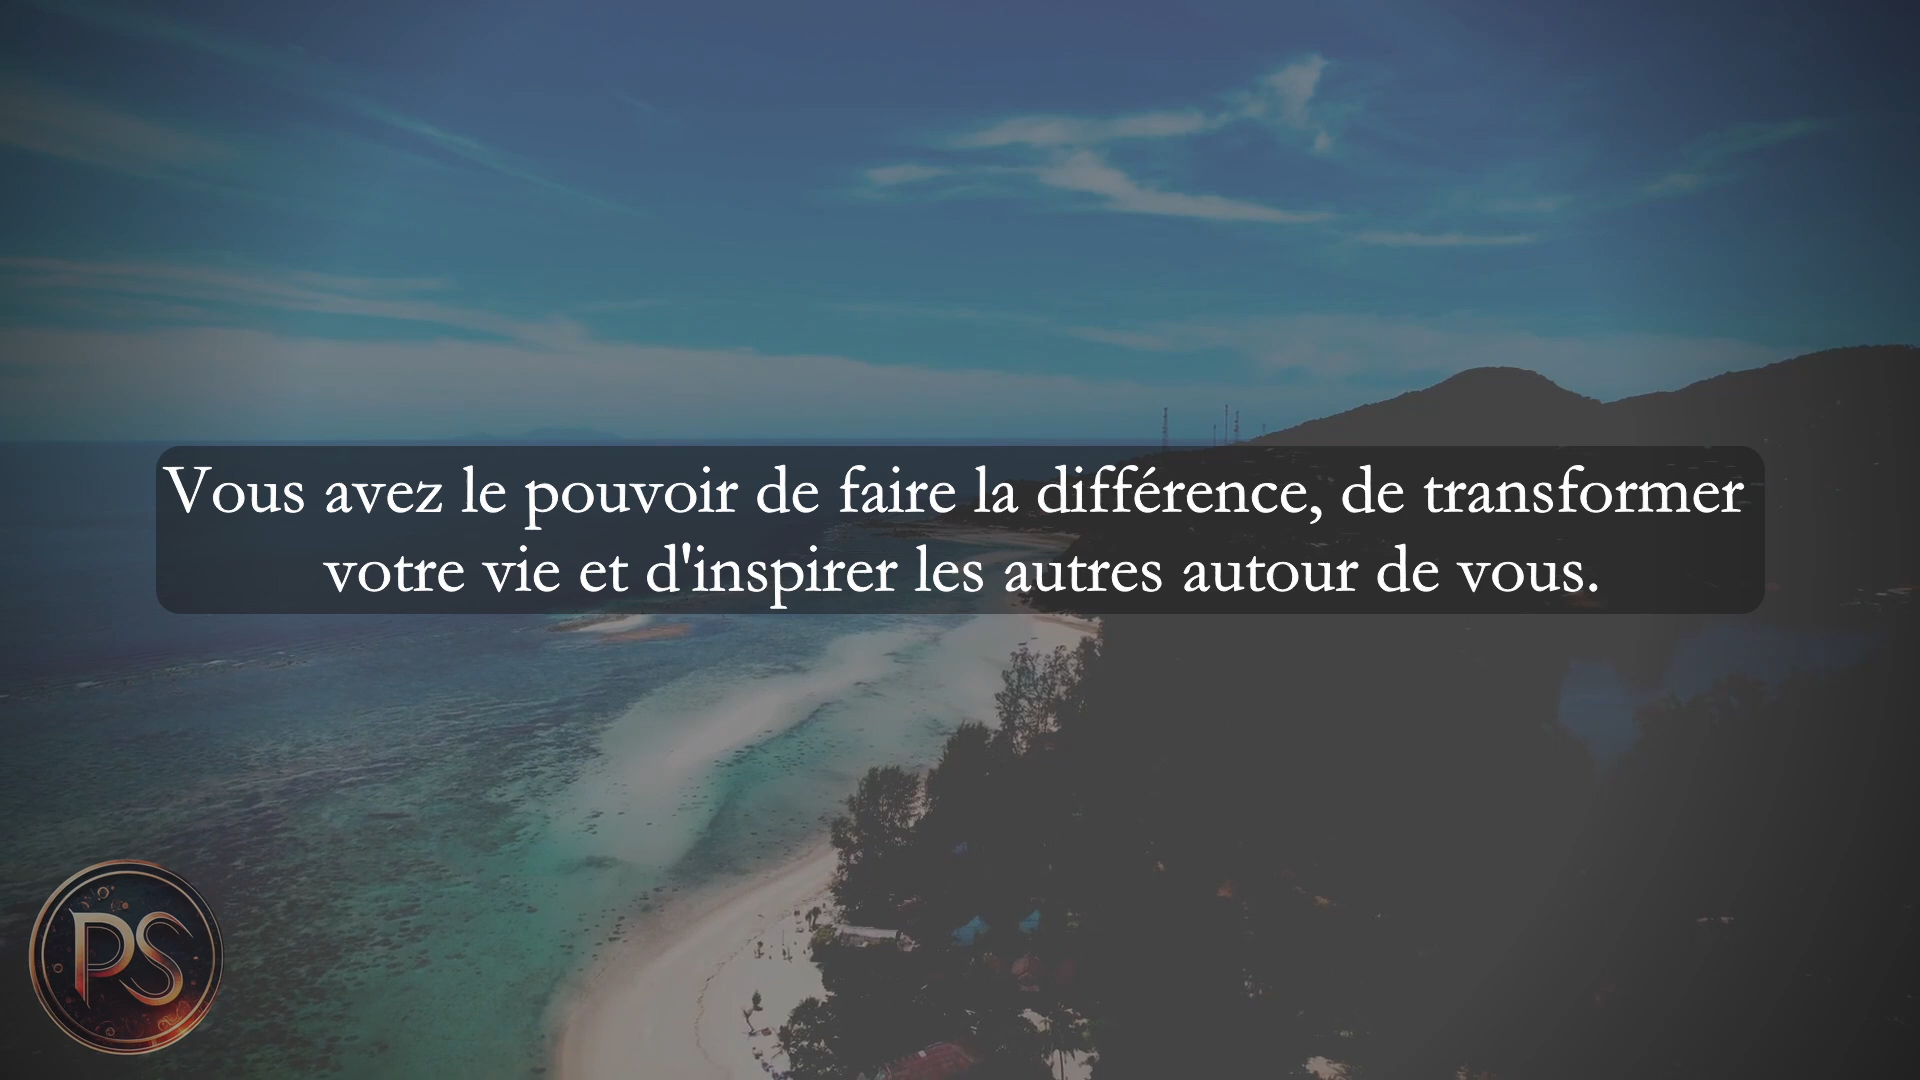 Vous avez le pouvoir de faire la différence, de transformer
votre vie et d'inspirer les autres autour de vous.
PS